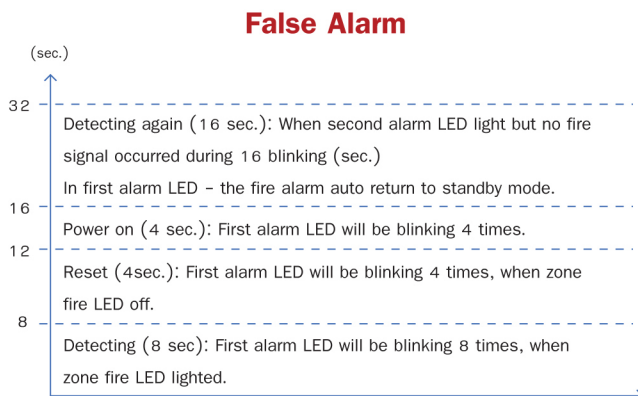 False Alarm
(sec.)
32
Detecting again (16 sec.): When second alarm LED light but no fire
signal occurred during 16 blinking (sec.)
In first alarm LED – the fire alarm auto return to standby mode.
16
Power on (4 sec.): First alarm LED will be blinking 4 times.
12
Reset (4sec.): First alarm LED will be blinking 4 times, when zone
fire LED off.
8
Detecting (8 sec): First alarm LED will be blinking 8 times, when
zone fire LED lighted.